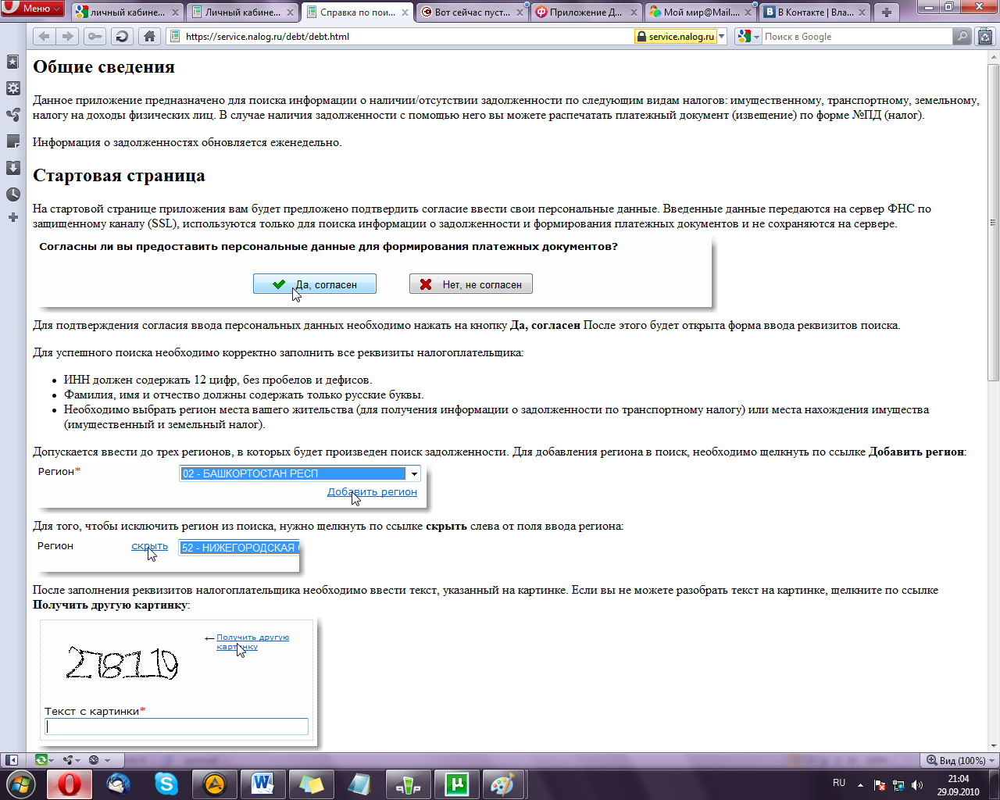 Меню
личный кабине...
Личный кабине...
Справка по пои...
Вот сейчас пуст...
Приложение Д...
Мой мир@Mail....
В Контакте | Вла...
https://service.nalog.ru/debt/debt.html
service.nalog.ru
Поиск в Google
Общие сведения
Данное приложение предназначено для поиска информации о наличии/отсутствии задолженности по следующим видам налогов: имущественному, транспортному, земельному,
налогу на доходы физических лиц. В случае наличия задолженности с помощью него вы можете распечатать платежный документ (извещение) по форме №ПД (налог).
Информация о задолженностях обновляется еженедельно.
Стартовая страница
На стартовой странице приложения вам будет предложено подтвердить согласие ввести свои персональные данные. Введенные данные передаются на сервер ФНС по
защищенному каналу (SSL), используются только для поиска информации о задолженности и формирования платежных документов и не сохраняются на сервере.
Согласны ли вы предоставить персональные данные для формирования платежных документов?
Да, согласен
Нет, не согласен
Для подтверждения согласия ввода персональных данных необходимо нажать на кнопку Да, согласен После этого будет открыта форма ввода реквизитов поиска.
Для успешного поиска необходимо корректно заполнить все реквизиты налогоплательщика:
ИНН должен содержать 12 цифр, без пробелов и дефисов.
Фамилия, имя и отчество должны содержать только русские буквы.
Необходимо выбрать регион места вашего жительства (для получения информации о задолженности по транспортному налогу) или места нахождения имущества
(имущественный и земельный налог).
Допускается ввести до трех регионов, в которых будет произведен поиск задолженности. Для добавления региона в поиск, необходимо щелкнуть по ссылке Добавить регион:
Регион* 02 - БАШКОРТОСТАН РЕСП
Добавить регион
Для того, чтобы исключить регион из поиска, нужно щелкнуть по ссылке скрыть слева от поля ввода региона:
Регион скрыть 52 - НИЖЕГОРОДСКАЯ
После заполнения реквизитов налогоплательщика необходимо ввести текст, указанный на картинке. Если вы не можете разобрать текст на картинке, щелкните по ссылке
Получить другую картинку:
←Получить другую
картинку
Текст с картинки*
Вид (100%)
RU
21:04
29.09.2010